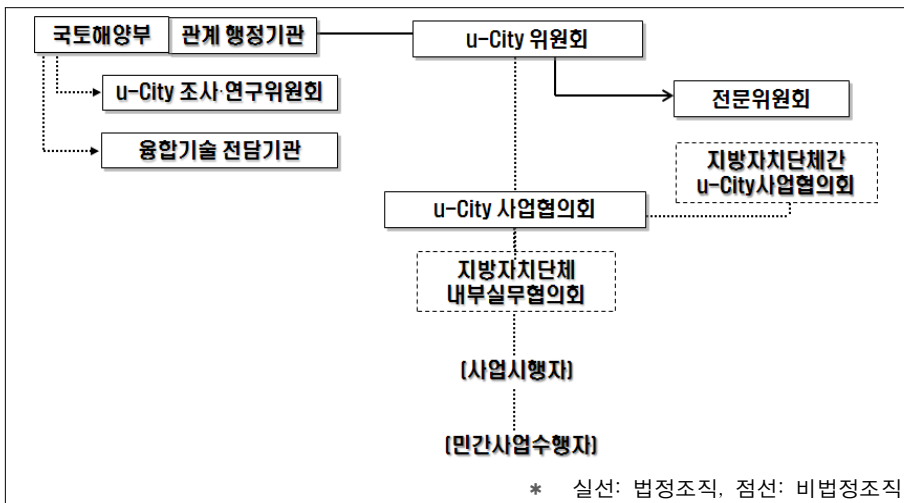 국토해양부 관계 행정기관 u-City 위원회
u-City 조사·연구위원회
전문위원회
융합기술 전담기관
지방자치단체간
u-City사업협의회
u-City 사업협의회
지방자치단체
내부실무협의회
(사업시행자)
(민간사업수행자)
* 실선: 법정조직, 점선: 비법정조직